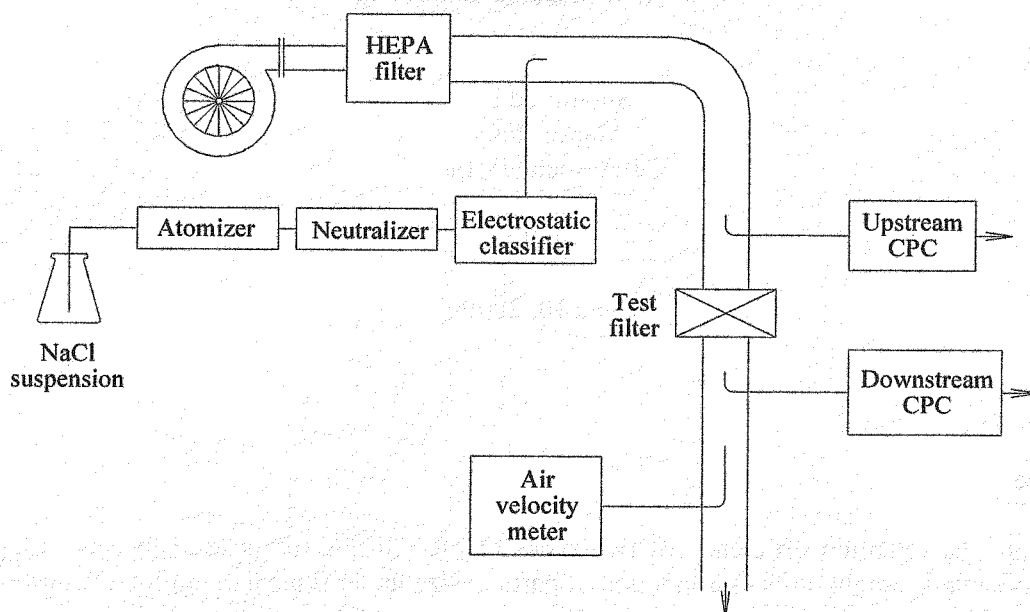 HEPA
filter
Atomizer
Neutralizer
Electrostatic
classifier
Upstream
CPC
NaCl
suspension
Test
filter
Downstream
CPC
Air
velocity
meter